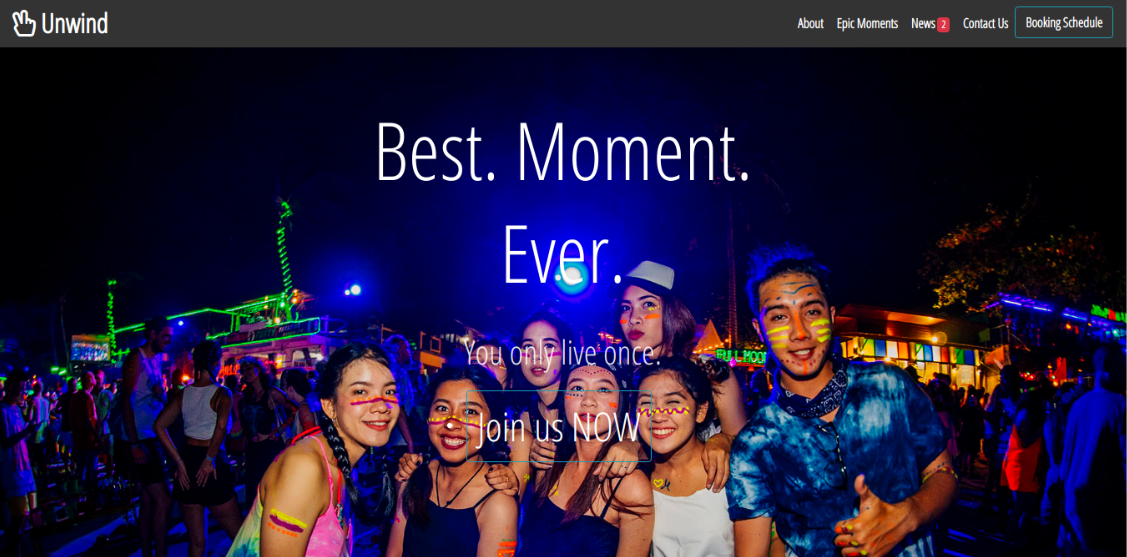 Unwind
About
Epic Moments
News 2
Contact Us
Booking Schedule
Best. Moment.
Ever.
You only live once.
FULL MOON
Join us NOW